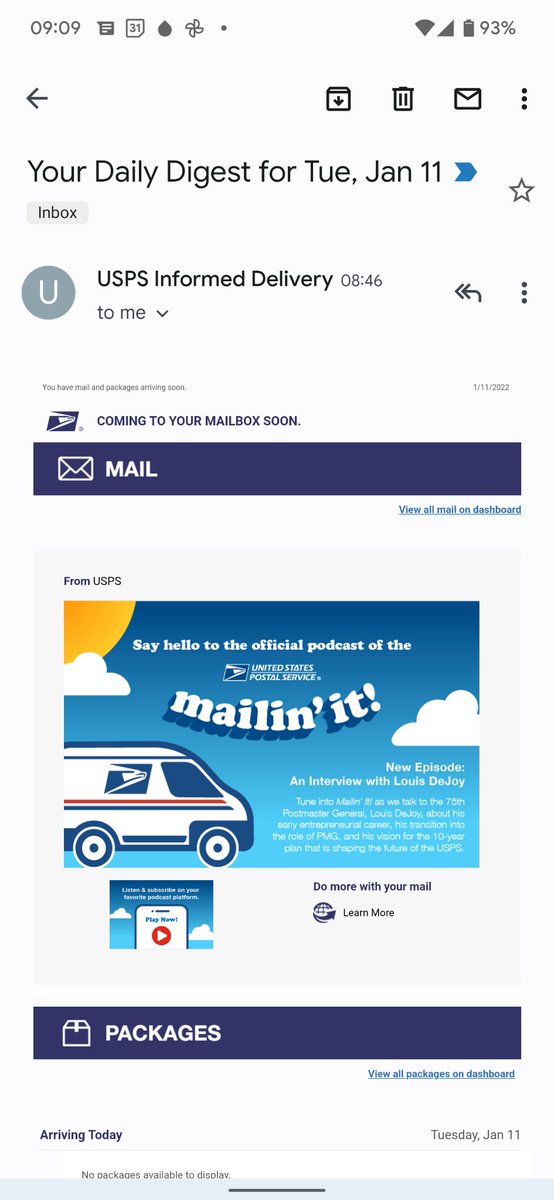 09:09
31
93%
Your Daily Digest for Tue, Jan 11
Inbox
U
USPS Informed Delivery 08:46
to me
You have mail and packages arriving soon.
1/11/2022
COMING TO YOUR MAILBOX SOON.
MAIL
View all mail on dashboard
From USPS
Say hello to the official podcast of the
UNITED STATES
POSTAL SERVICE®
mailin' it!
New Episode:
An Interview with Louis DeJoy
Tune into Mailin' It! as we talk to the 75th
Postmaster General, Louis DeJoy, about his
early entrepreneurial career, his transition into
the role of PMG, and his vision for the 10-year
plan that is shaping the future of the USPS.
Listen & subscribe on your
favorite podcast platform.
Play Now!
Do more with your mail
Learn More
PACKAGES
View all packages on dashboard
Arriving Today
Tuesday, Jan 11
No packages available to display.